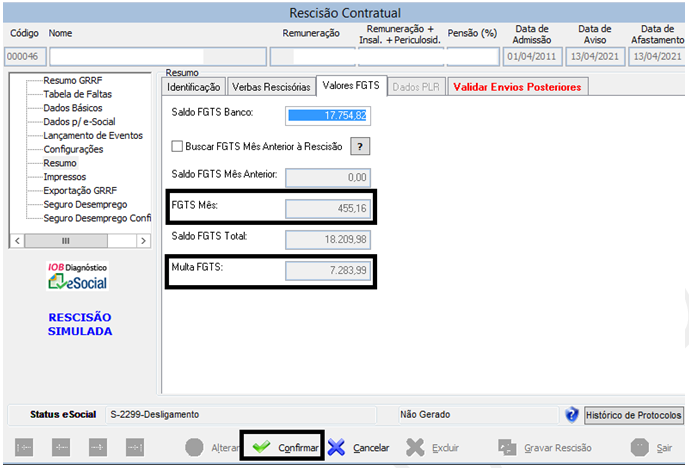 Rescisão Contratual
Código Nome Remuneração Remuneração + Insal. + Periculosid. Pensão (%) Data de Admissão Data de Aviso Data de Afastamento
000046 01/04/2011 13/04/2021 13/04/2021
Resumo GRRF
Tabela de Faltas
Dados Básicos
Dados p/ e-Social
Lançamento de Eventos
Configurações
Resumo
Impressos
Exportação GRRF
Seguro Desemprego
Seguro Desemprego Confi
IOB Diagnóstico
eSocial
RESCISÃO
SIMULADA
Resumo
Identificação Verbas Rescisórias Valores FGTS Dados PLR Validar Envios Posteriores
Saldo FGTS Banco: 17.754,82
Buscar FGTS Mês Anterior à Rescisão ?
Saldo FGTS Mês Anterior: 0,00
FGTS Mês: 455,16
Saldo FGTS Total: 18.209,98
Multa FGTS: 7.283,99
Status eSocial S-2299-Desligamento Não Gerado Histórico de Protocolos
Alterar Confirmar Cancelar Excluir Gravar Rescisão Sair